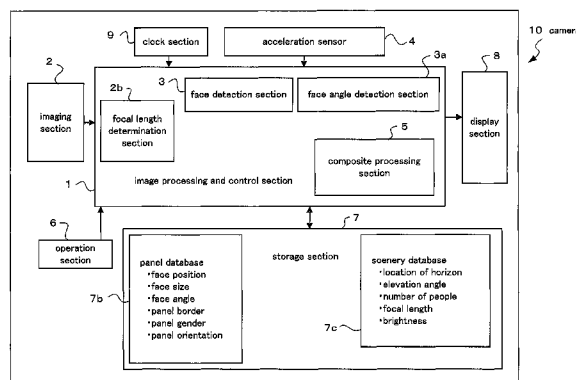 10 camera
9
clock section
acceleration sensor
4
2
imaging section
2b
focal length determination section
3
face detection section
3a
face angle detection section
8
display section
5
composite processing section
1
image processing and control section
6
operation section
7
storage section
7b
panel database
・face position
・face size
・face angle
・panel border
・panel gender
・panel orientation
7c
scenery database
・location of horizon
・elevation angle
・number of people
・focal length
・brightness